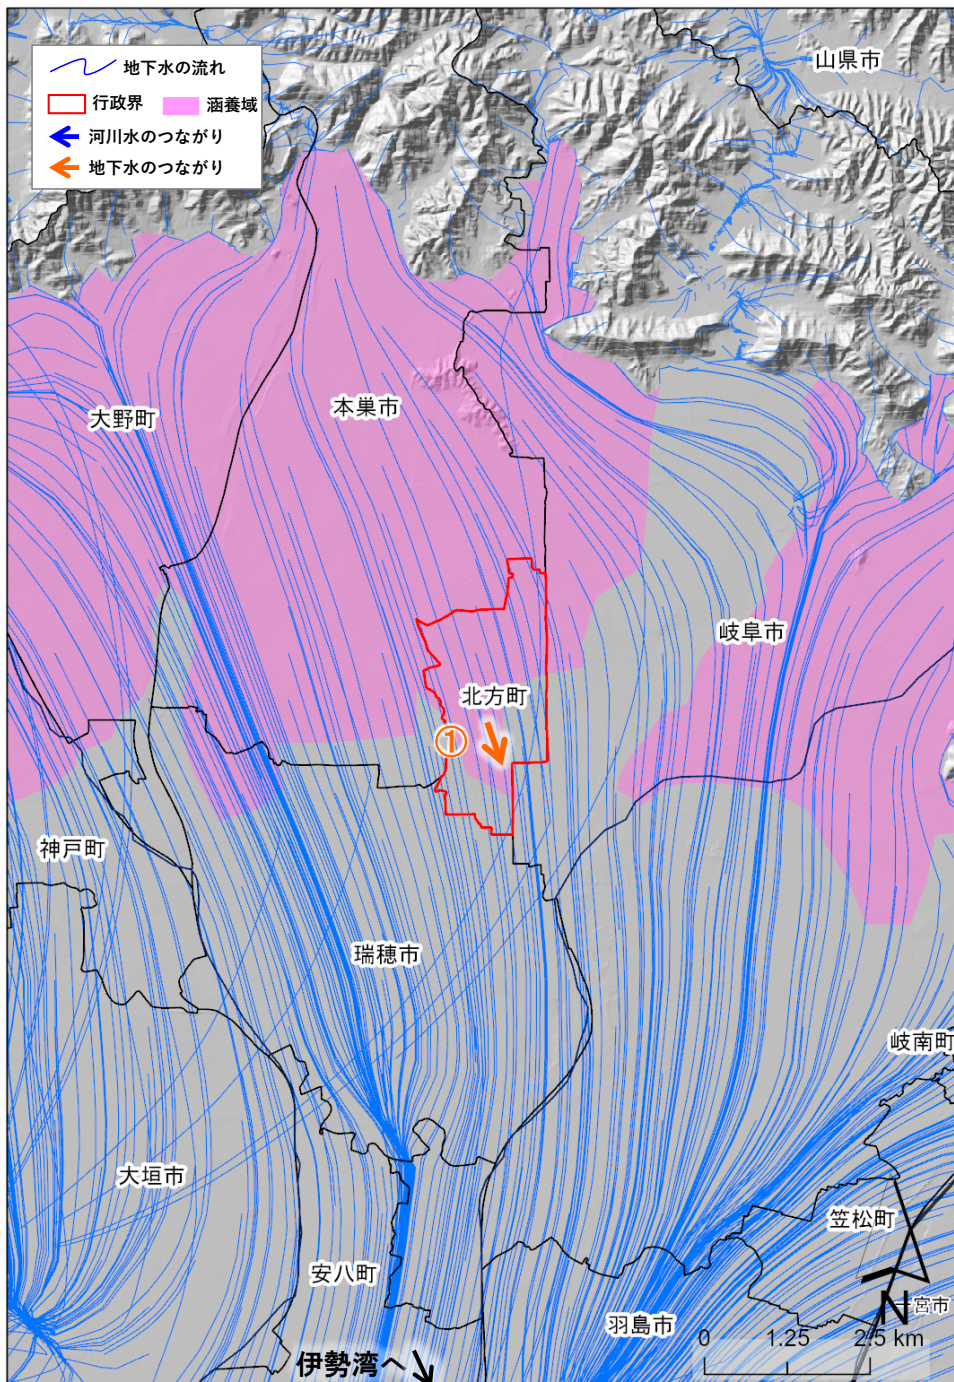 地下水の流れ
行政界 涵養域
河川水のつながり
地下水のつながり
山県市
大野町
本巣市
岐阜市
北方町
①
神戸町
瑞穂市
岐南町
大垣市
笠松町
安八町
N
一宮市
羽島市
0 1.25 2.5 km
伊勢湾へ